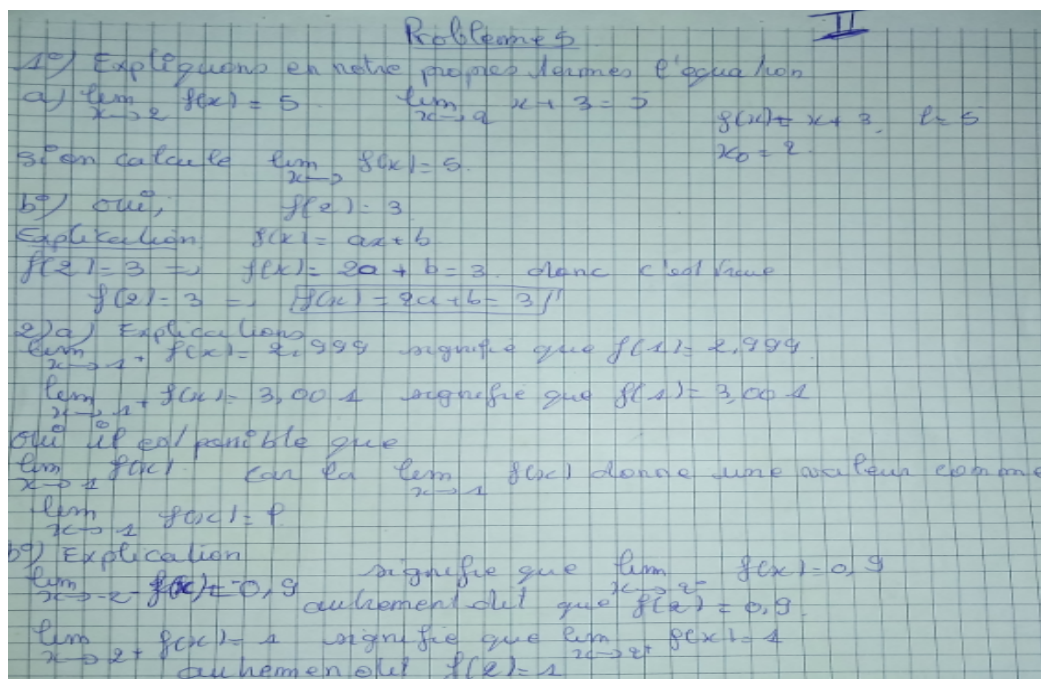 Problemes
II
1°) Expliquons en notre propres termes l'equation
a) lim x→2 f(x) = 5 lim x→2 x + 3 = 5 f(x) = x + 3 l = 5
x0 = 2
si on calcule lim x→2 f(x) = 5.
b°) oui, f(2) = 3
Explication f(x) = ax + b
f(2) = 3 => f(x) = 2a + b = 3. donc c'est
f(2) = 3 => f(x) = 2a + b = 3
2) a) Explications
lim x→1+ f(x) = 2,999 signifie que f(1) = 2,999.
lim x→1+ f(x) = 3,001 signifie que f(1) = 3,001
oui il est possible que
lim x→1 f(x) car la lim x→1 f(x) donne une valeur comme
lim x→1 f(x) = l
b°) Explication
lim x→2- f(x) = 0,9 signifie que lim x→2- f(x) = 0,9
autrement dit que f(2) = 0,9.
lim x→2+ f(x) = 1 signifie que lim x→2+ f(x) = 1
autremen dit f(2) = 1